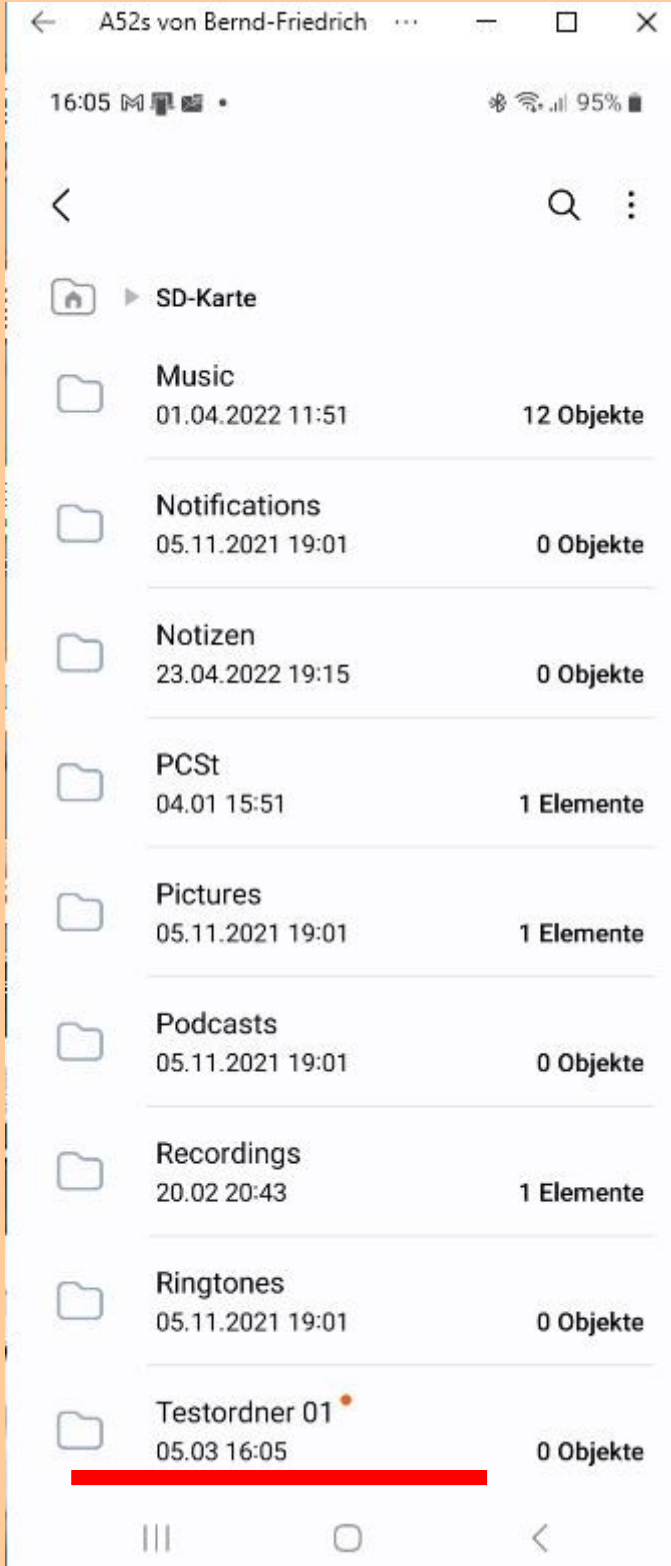 A52s von Bernd-Friedrich ...
16:05 95%
SD-Karte
Music
01.04.2022 11:51 12 Objekte
Notifications
05.11.2021 19:01 0 Objekte
Notizen
23.04.2022 19:15 0 Objekte
PCSt
04.01 15:51 1 Elemente
Pictures
05.11.2021 19:01 1 Elemente
Podcasts
05.11.2021 19:01 0 Objekte
Recordings
20.02 20:43 1 Elemente
Ringtones
05.11.2021 19:01 0 Objekte
Testordner 01
05.03 16:05 0 Objekte